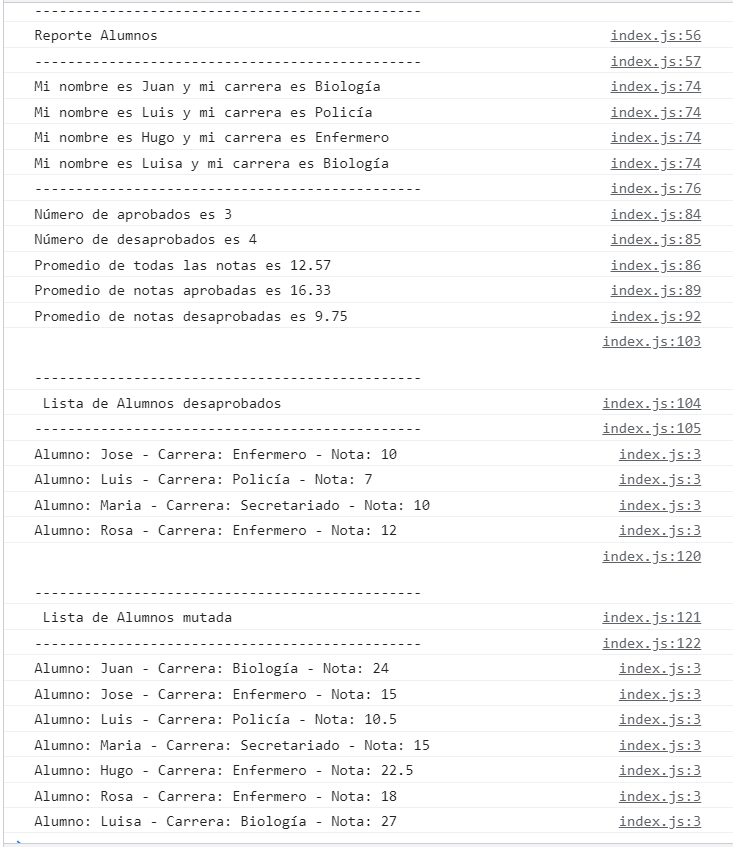 -----------------------------------------------
Reporte Alumnos index.js:56
----------------------------------------------- index.js:57
Mi nombre es Juan y mi carrera es Biología index.js:74
Mi nombre es Luis y mi carrera es Policía index.js:74
Mi nombre es Hugo y mi carrera es Enfermero index.js:74
Mi nombre es Luisa y mi carrera es Biología index.js:74
----------------------------------------------- index.js:76
Número de aprobados es 3 index.js:84
Número de desaprobados es 4 index.js:85
Promedio de todas las notas es 12.57 index.js:86
Promedio de notas aprobadas es 16.33 index.js:89
Promedio de notas desaprobadas es 9.75 index.js:92
index.js:103
-----------------------------------------------
Lista de Alumnos desaprobados index.js:104
----------------------------------------------- index.js:105
Alumno: Jose - Carrera: Enfermero - Nota: 10 index.js:3
Alumno: Luis - Carrera: Policía - Nota: 7 index.js:3
Alumno: Maria - Carrera: Secretariado - Nota: 10 index.js:3
Alumno: Rosa - Carrera: Enfermero - Nota: 12 index.js:3
index.js:120
-----------------------------------------------
Lista de Alumnos mutada index.js:121
----------------------------------------------- index.js:122
Alumno: Juan - Carrera: Biología - Nota: 24 index.js:3
Alumno: Jose - Carrera: Enfermero - Nota: 15 index.js:3
Alumno: Luis - Carrera: Policía - Nota: 10.5 index.js:3
Alumno: Maria - Carrera: Secretariado - Nota: 15 index.js:3
Alumno: Hugo - Carrera: Enfermero - Nota: 22.5 index.js:3
Alumno: Rosa - Carrera: Enfermero - Nota: 18 index.js:3
Alumno: Luisa - Carrera: Biología - Nota: 27 index.js:3